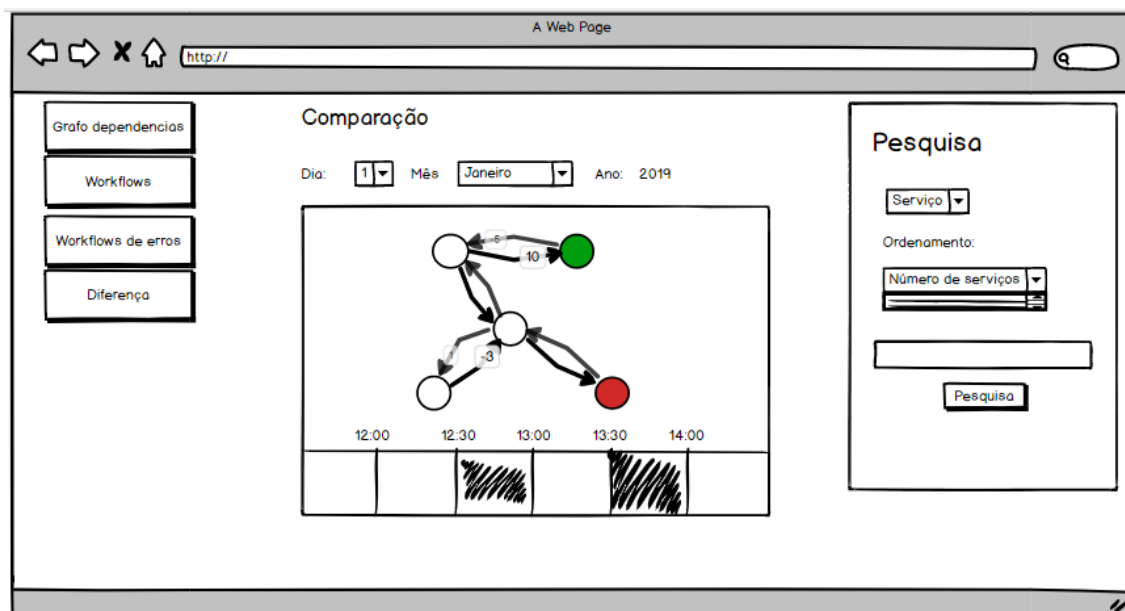 A Web Page
http://
Grafo dependencias
Workflows
Workflows de erros
Diferença
Comparação
Dia: 1 Mês Janeiro Ano: 2019
-5
10
1
-3
12:00 12:30 13:00 13:30 14:00
Pesquisa
Serviço
Ordenamento:
Número de serviços
Pesquisa